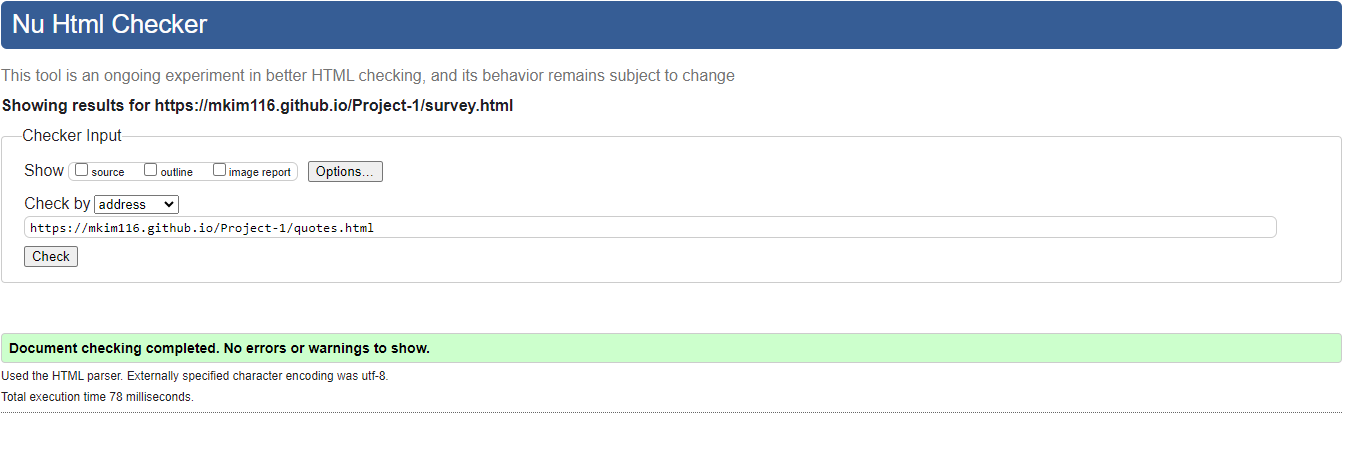 Nu Html Checker
This tool is an ongoing experiment in better HTML checking, and its behavior remains subject to change
Showing results for https://mkim116.github.io/Project-1/survey.html
Checker Input
Show source outline image report Options...
Check by address
https://mkim116.github.io/Project-1/quotes.html
Check
Document checking completed. No errors or warnings to show.
Used the HTML parser. Externally specified character encoding was utf-8.
Total execution time 78 milliseconds.